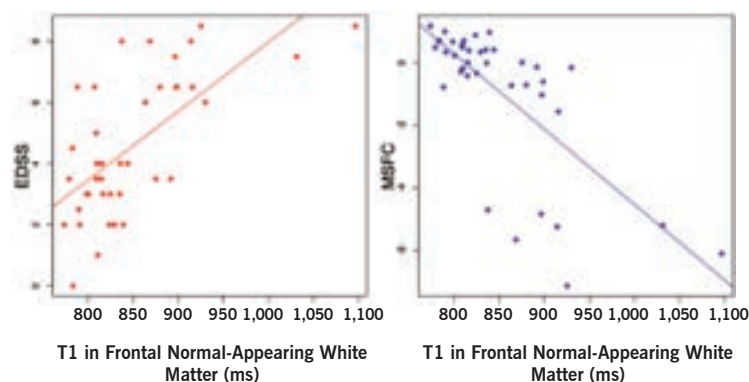 EDSS
800 850 900 950 1,000 1,050 1,100
T1 in Frontal Normal-Appearing White
Matter (ms)
MSFC
800 850 900 950 1,000 1,050 1,100
T1 in Frontal Normal-Appearing White
Matter (ms)